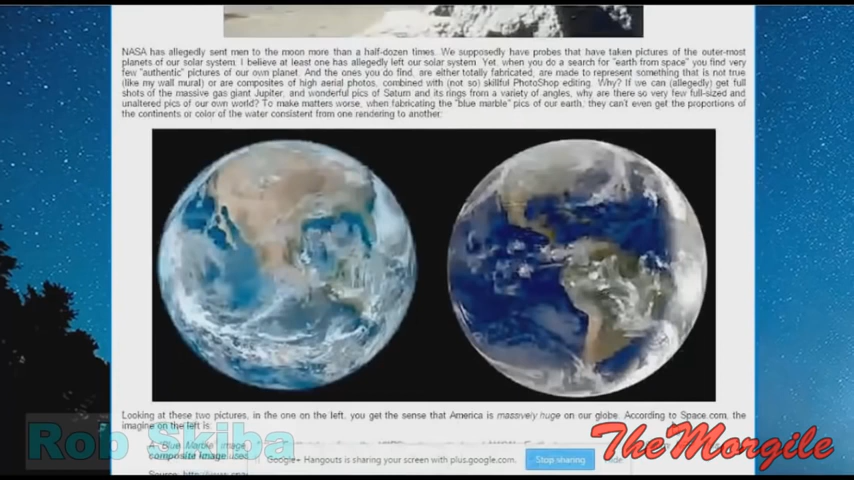 NASA has allegedly sent men to the moon more than a half-dozen times. We supposedly have probes that have taken pictures of the outer-most
planets of our solar system. I believe at least one has allegedly left our solar system. Yet, when you do a search for "earth from space" you find very
few "authentic" pictures of our own planet. And the ones you do find, are either totally fabricated, are made to represent something that is not true
(like my wall mural) or are composites of high aerial photos, combined with (not so) skillful PhotoShop editing. Why? If we can (allegedly) get full
shots of the massive gas giant Jupiter, and wonderful pics of Saturn and its rings from a variety of angles, why are there so very few full-sized and
unaltered pics of our own world? To make matters worse, when fabricating the "blue marble" pics of our earth, they can't even get the proportions
of the continents or color of the water consistent from one rendering to another:
Looking at these two pictures, in the one on the left, you get the sense that America is massively huge on our globe. According to Space.com, the
imagine on the left is:
A 'Blue Marble' image
composite image uses
Source: http://
Rob Skiba
Google+ Hangouts is sharing your screen with plus.google.com.
Stop sharing
Hide
TheMorgile